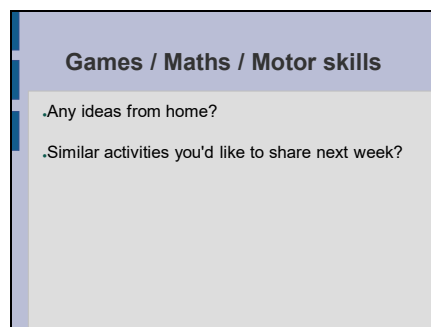 Games / Maths / Motor skills
●Any ideas from home?
●Similar activities you'd like to share next week?